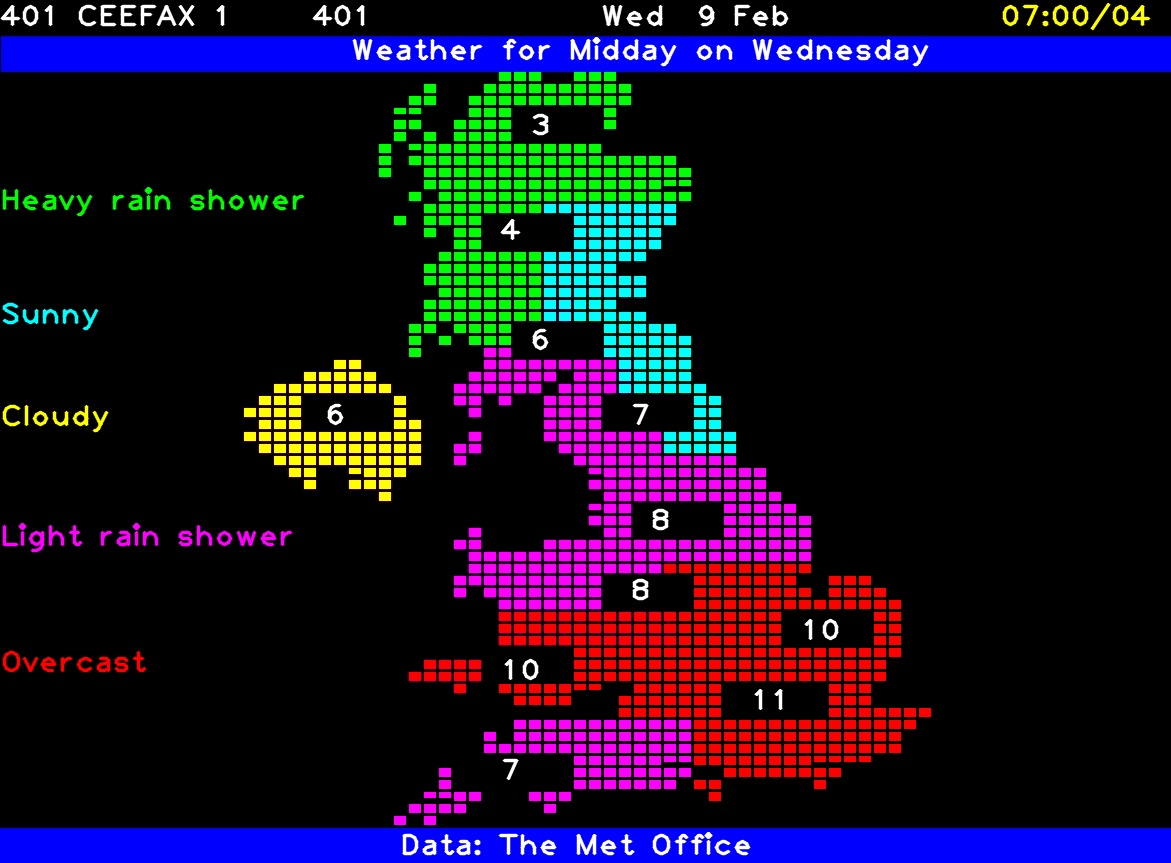 401 CEEFAX 1 401 Wed 9 Feb 07:00/04
Weather for Midday on Wednesday
3
Heavy rain shower
4
Sunny
6
Cloudy 6 7
8
Light rain shower
8
10
Overcast 10
11
7
Data: The Met Office